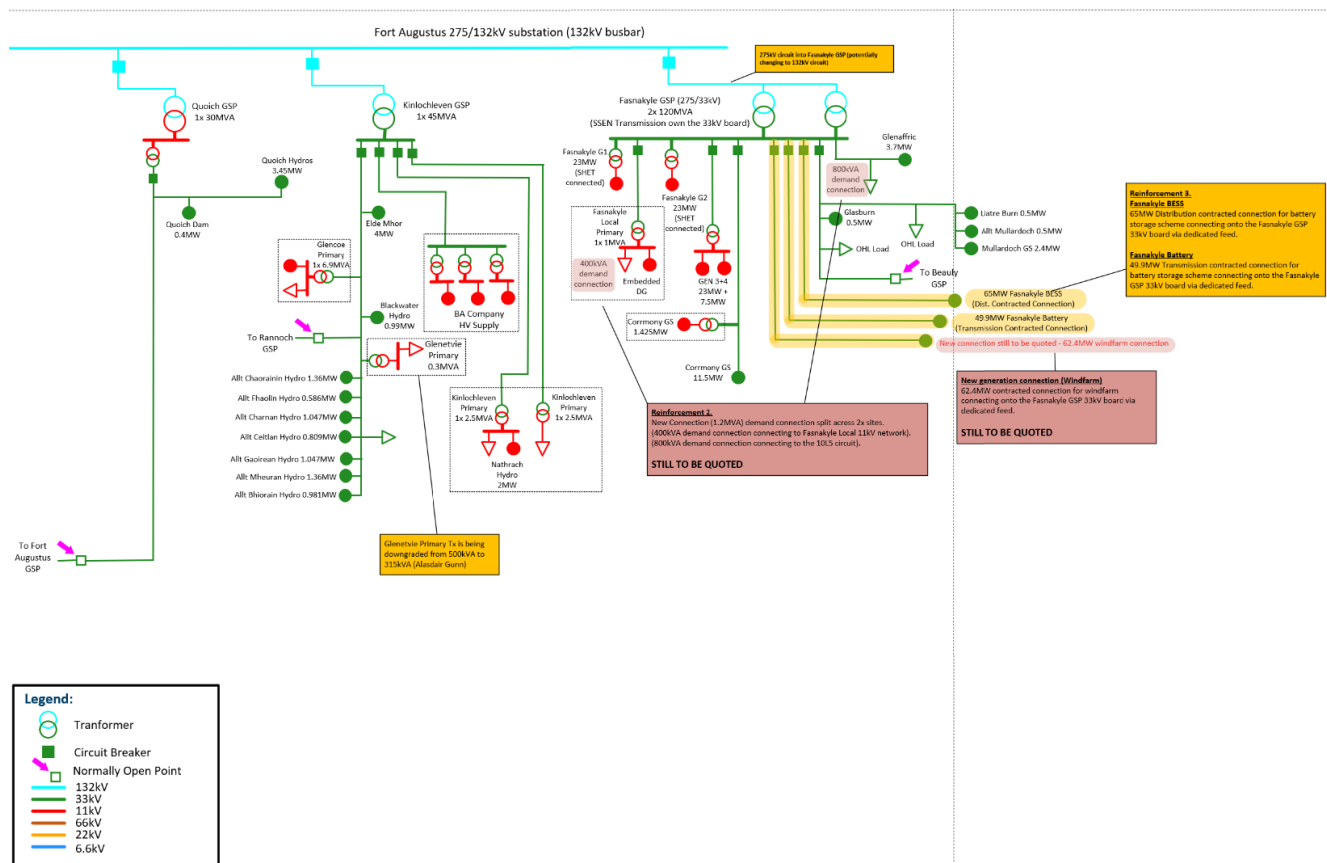 Fort Augustus 275/132kV substation (132kV busbar)
275kV circuit into Fasnakyle GSP (potentially
changing to 132kV circuit)
Quoich GSP
1x 30MVA
Kinlochleven GSP
1x 45MVA
Fasnakyle GSP (275/33kV)
2x 120MVA
(SSEN Transmission own the 33kV board)
Quoich Hydros
3.45MW
Quoich Dam
0.4MW
Elde Mhor
4MW
Glencoe
Primary
1x 6.9MVA
Blackwater
Hydro
0.99MW
To Rannoch
GSP
Glenetvie
Primary
0.3MVA
BA Company
HV Supply
Allt Chaorainin Hydro 1.36MW
Allt Fhaolin Hydro 0.586MW
Allt Charnan Hydro 1.047MW
Allt Ceitlan Hydro 0.809MW
Allt Gaoirean Hydro 1.047MW
Allt Mheuran Hydro 1.36MW
Allt Bhiorain Hydro 0.981MW
Kinlochleven
Primary
1x 2.5MVA
Kinlochleven
Primary
1x 2.5MVA
Nathrach
Hydro
2MW
To Fort
Augustus
GSP
Glenetvie Primary Tx is being
downgraded from 500kVA to
315kVA (Alasdair Gunn)
Fasnakyle G1
23MW
(SHET
connected)
Fasnakyle G2
23MW
(SHET
connected)
Fasnakyle
Local
Primary
1x 1MVA
400kVA
demand
connection
Embedded
DG
GEN 3+4
23MW +
7.5MW
Corrmony GS
1.425MW
Corrmony GS
11.5MW
Glenaffric
3.7MW
800kVA
demand
connection
Glasburn
0.5MW
OHL Load
OHL Load
Liatre Burn 0.5MW
Allt Mullardoch 0.5MW
Mullardoch GS 2.4MW
To Beauly
GSP
65MW Fasnakyle BESS
(Dist. Contracted Connection)
49.9MW Fasnakyle Battery
(Transmission Contracted Connection)
New connection still to be quoted - 62.4MW windfarm connection
Reinforcement 3.
Fasnakyle BESS
65MW Distribution contracted connection for battery
storage scheme connecting onto the Fasnakyle GSP
33kV board via dedicated feed.
Fasnakyle Battery
49.9MW Transmission contracted connection for
battery storage scheme connecting onto the Fasnakyle
GSP 33kV board via dedicated feed.
New generation connection (Windfarm)
62.4MW contracted connection for windfarm
connecting onto the Fasnakyle GSP 33kV board via
dedicated feed.
STILL TO BE QUOTED
Reinforcement 2.
New Connection (1.2MVA) demand connection split across 2x sites.
(400kVA demand connection connecting to Fasnakyle Local 11kV network).
(800kVA demand connection connecting to the 10L5 circuit).
STILL TO BE QUOTED
Legend:
Tranformer
Circuit Breaker
Normally Open Point
132kV
33kV
11kV
66kV
22kV
6.6kV